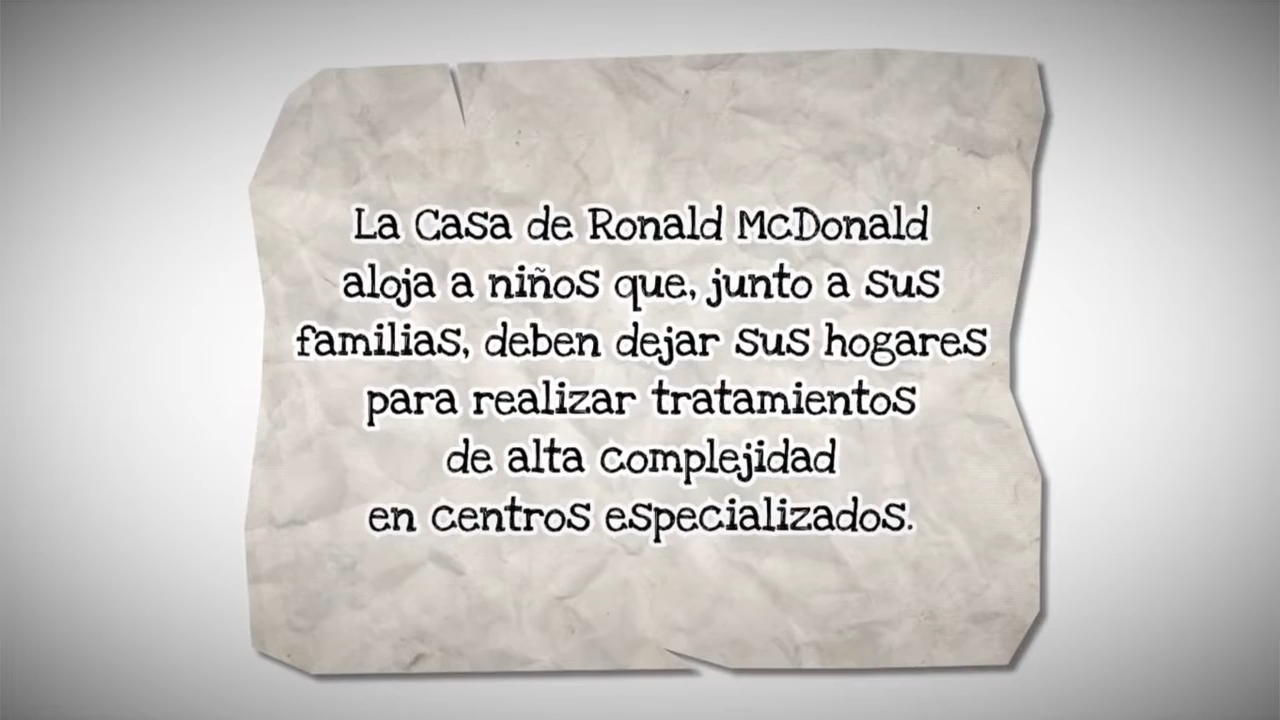 La Casa de Ronald McDonald
aloja a niños que, junto a sus
familias, deben dejar sus hogares
para realizar tratamientos
de alta complejidad
en centros especializados.